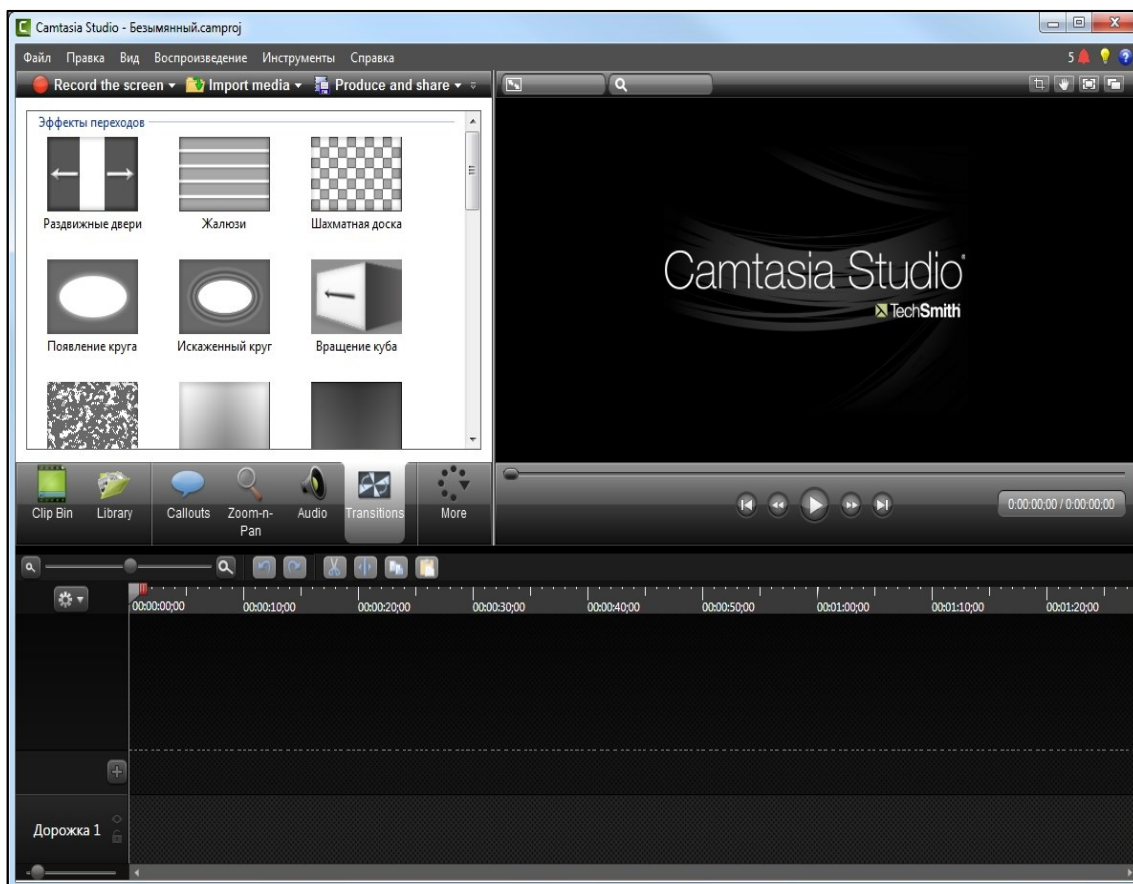 Camtasia Studio - Безымянный.camproj
Файл Правка Вид Воспроизведение Инструменты Справка
5
Record the screen Import media Produce and share
Эффекты переходов
Раздвижные двери Жалюзи Шахматная доска
Появление круга Искаженный круг Вращение куба
Camtasia Studio
TechSmith
Clip Bin Library Callouts Zoom-n-Pan Audio Transitions More
0:00:00;00 / 0:00:00;00
00:00:00;00 00:00:10;00 00:00:20;00 00:00:30;00 00:00:40;00 00:00:50;00 00:01:00;00 00:01:10;00 00:01:20;00
Дорожка 1